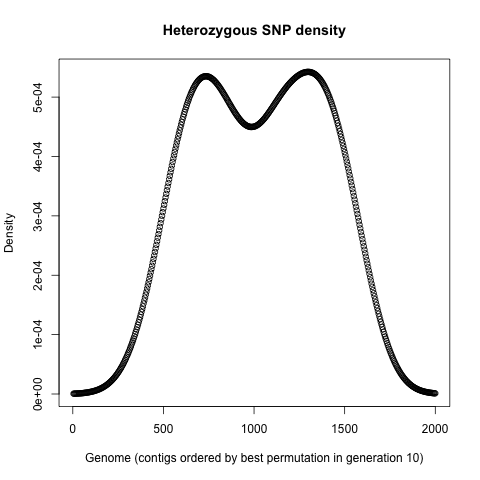 Heterozygous SNP density
Density
5e-04
4e-04
3e-04
2e-04
1e-04
0e+00
0 500 1000 1500 2000
Genome (contigs ordered by best permutation in generation 10)